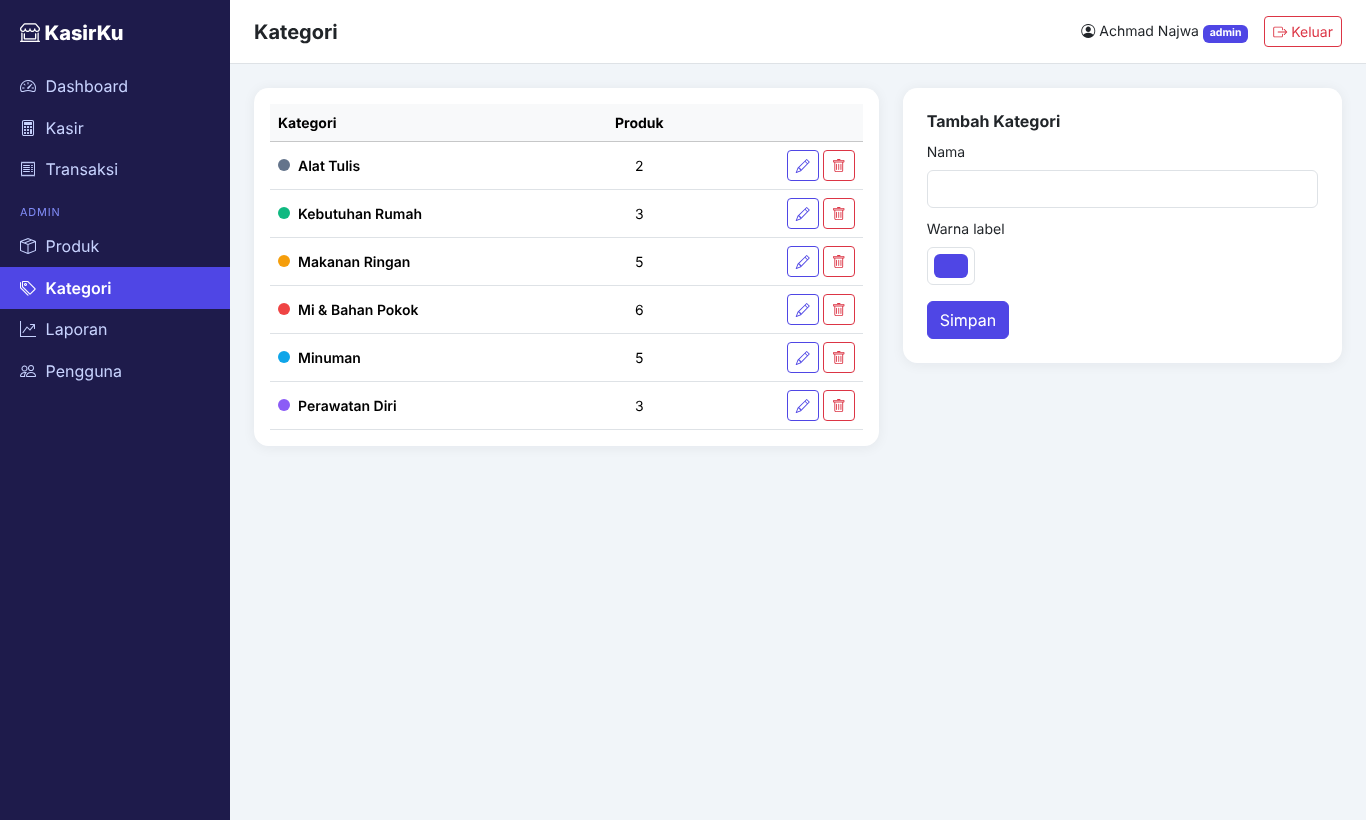 KasirKu
Dashboard
Kasir
Transaksi
ADMIN
Produk
Kategori
Laporan
Pengguna
Kategori
Achmad Najwa admin
Keluar
Kategori Produk
Alat Tulis 2
Kebutuhan Rumah 3
Makanan Ringan 5
Mi & Bahan Pokok 6
Minuman 5
Perawatan Diri 3
Tambah Kategori
Nama
Warna label
Simpan